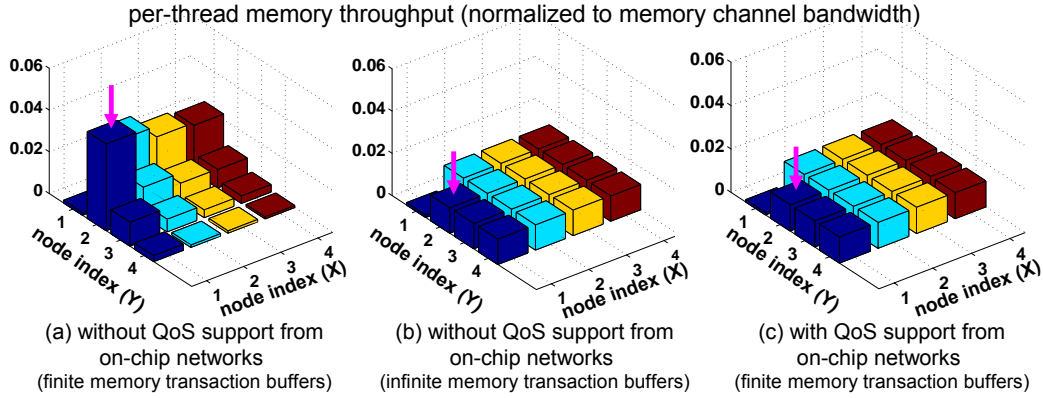 per-thread memory throughput (normalized to memory channel bandwidth)
0.06
0.04
0.02
0
1
2
3
4
node index (Y)
1
2
3
4
node index (X)
(a) without QoS support from
on-chip networks
(finite memory transaction buffers)
0.06
0.04
0.02
0
1
2
3
4
node index (Y)
1
2
3
4
node index (X)
(b) without QoS support from
on-chip networks
(infinite memory transaction buffers)
0.06
0.04
0.02
0
1
2
3
4
node index (Y)
1
2
3
4
node index (X)
(c) with QoS support from
on-chip networks
(finite memory transaction buffers)